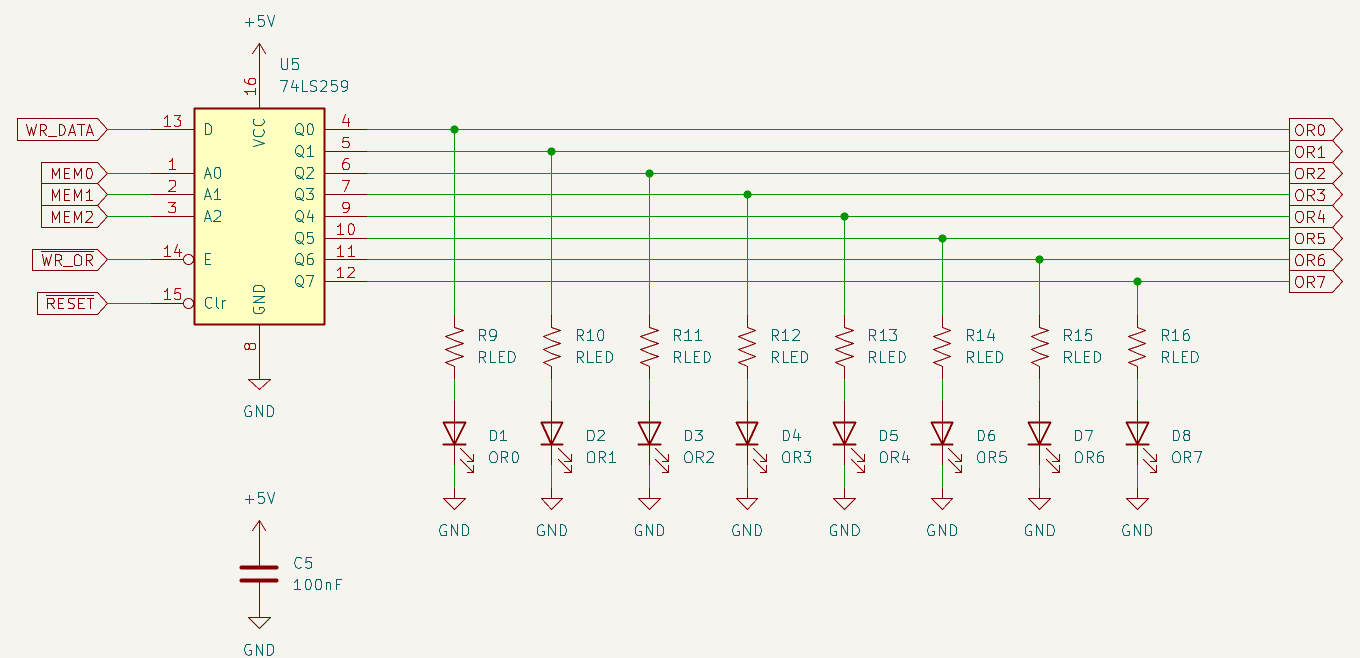 +5V
U5
74LS259
16
WR_DATA 13 D VCC Q0 4 OR0
Q1 5 OR1
MEM0 1 A0 Q2 6 OR2
MEM1 2 A1 Q3 7 OR3
MEM2 3 A2 Q4 9 OR4
Q5 10 OR5
WR_OR 14 E Q6 11 OR6
Q7 12 OR7
RESET 15 Clr GND
8
GND
R9 R10 R11 R12 R13 R14 R15 R16
RLED RLED RLED RLED RLED RLED RLED RLED
D1 D2 D3 D4 D5 D6 D7 D8
OR0 OR1 OR2 OR3 OR4 OR5 OR6 OR7
GND GND GND GND GND GND GND GND
+5V
C5
100nF
GND